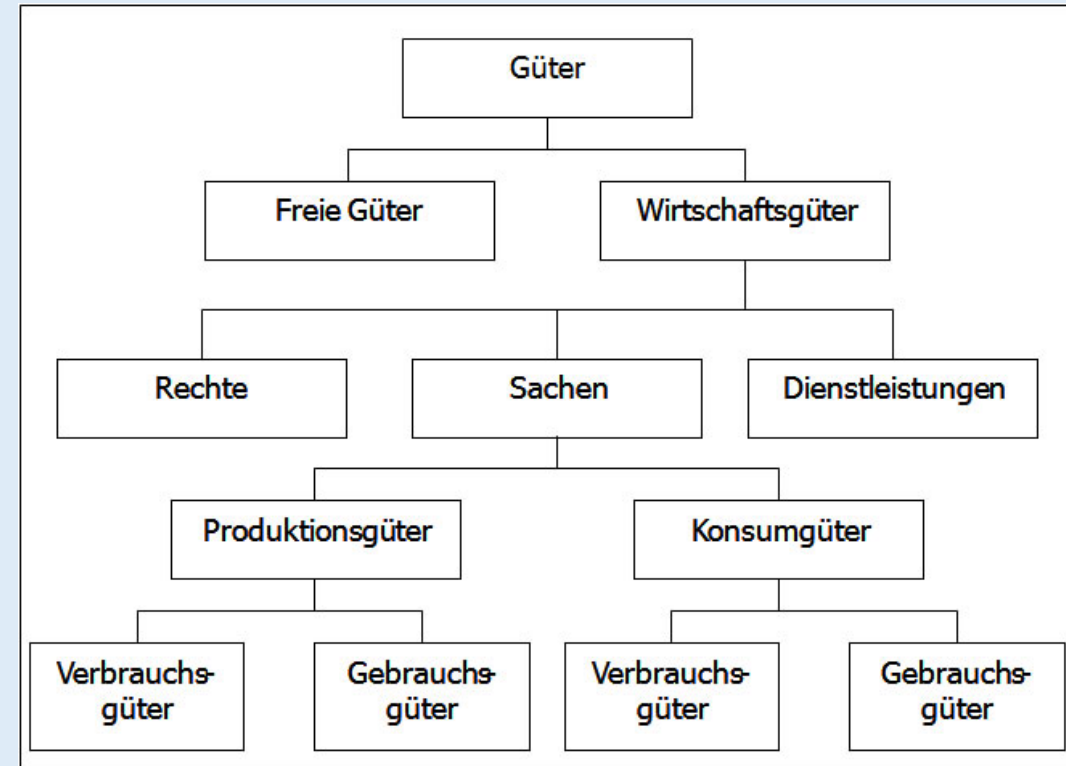 Güter
Freie Güter
Wirtschaftsgüter
Rechte
Sachen
Dienstleistungen
Produktionsgüter
Konsumgüter
Verbrauchs-
güter
Gebrauchs-
güter
Verbrauchs-
güter
Gebrauchs-
güter